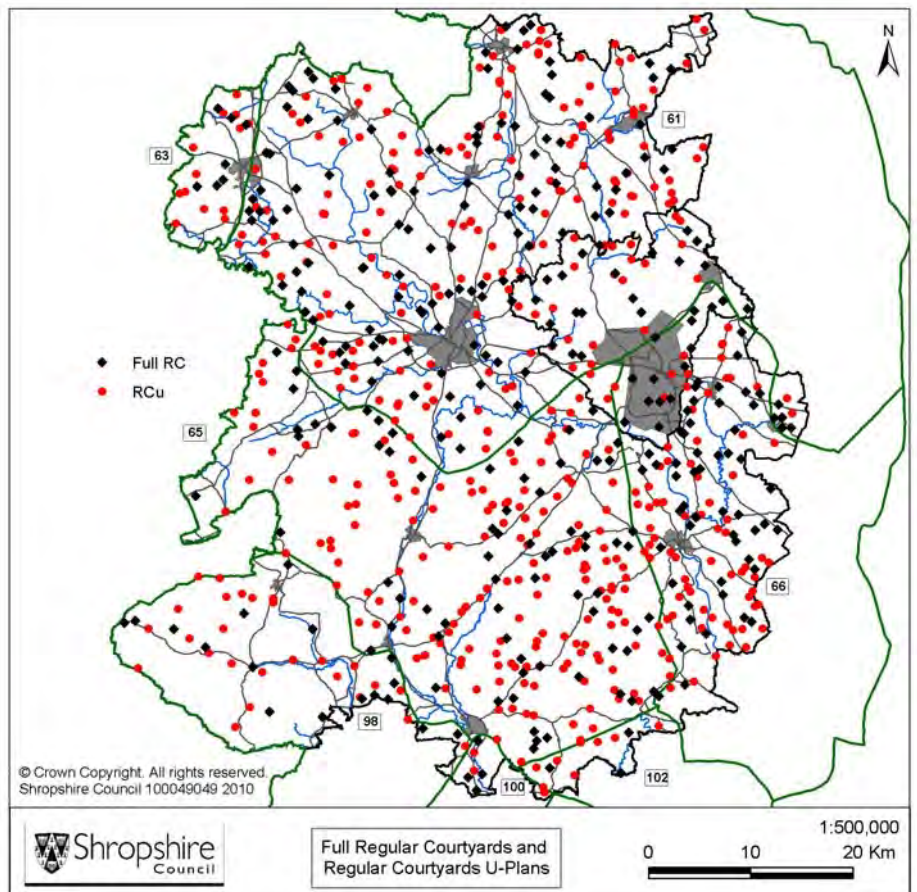 N
61
63
Full RC
RCu
65
66
98
100
102
© Crown Copyright. All rights reserved.
Shropshire Council 100049049 2010
Shropshire
Council
Full Regular Courtyards and
Regular Courtyards U-Plans
1:500,000
0 10 20 Km